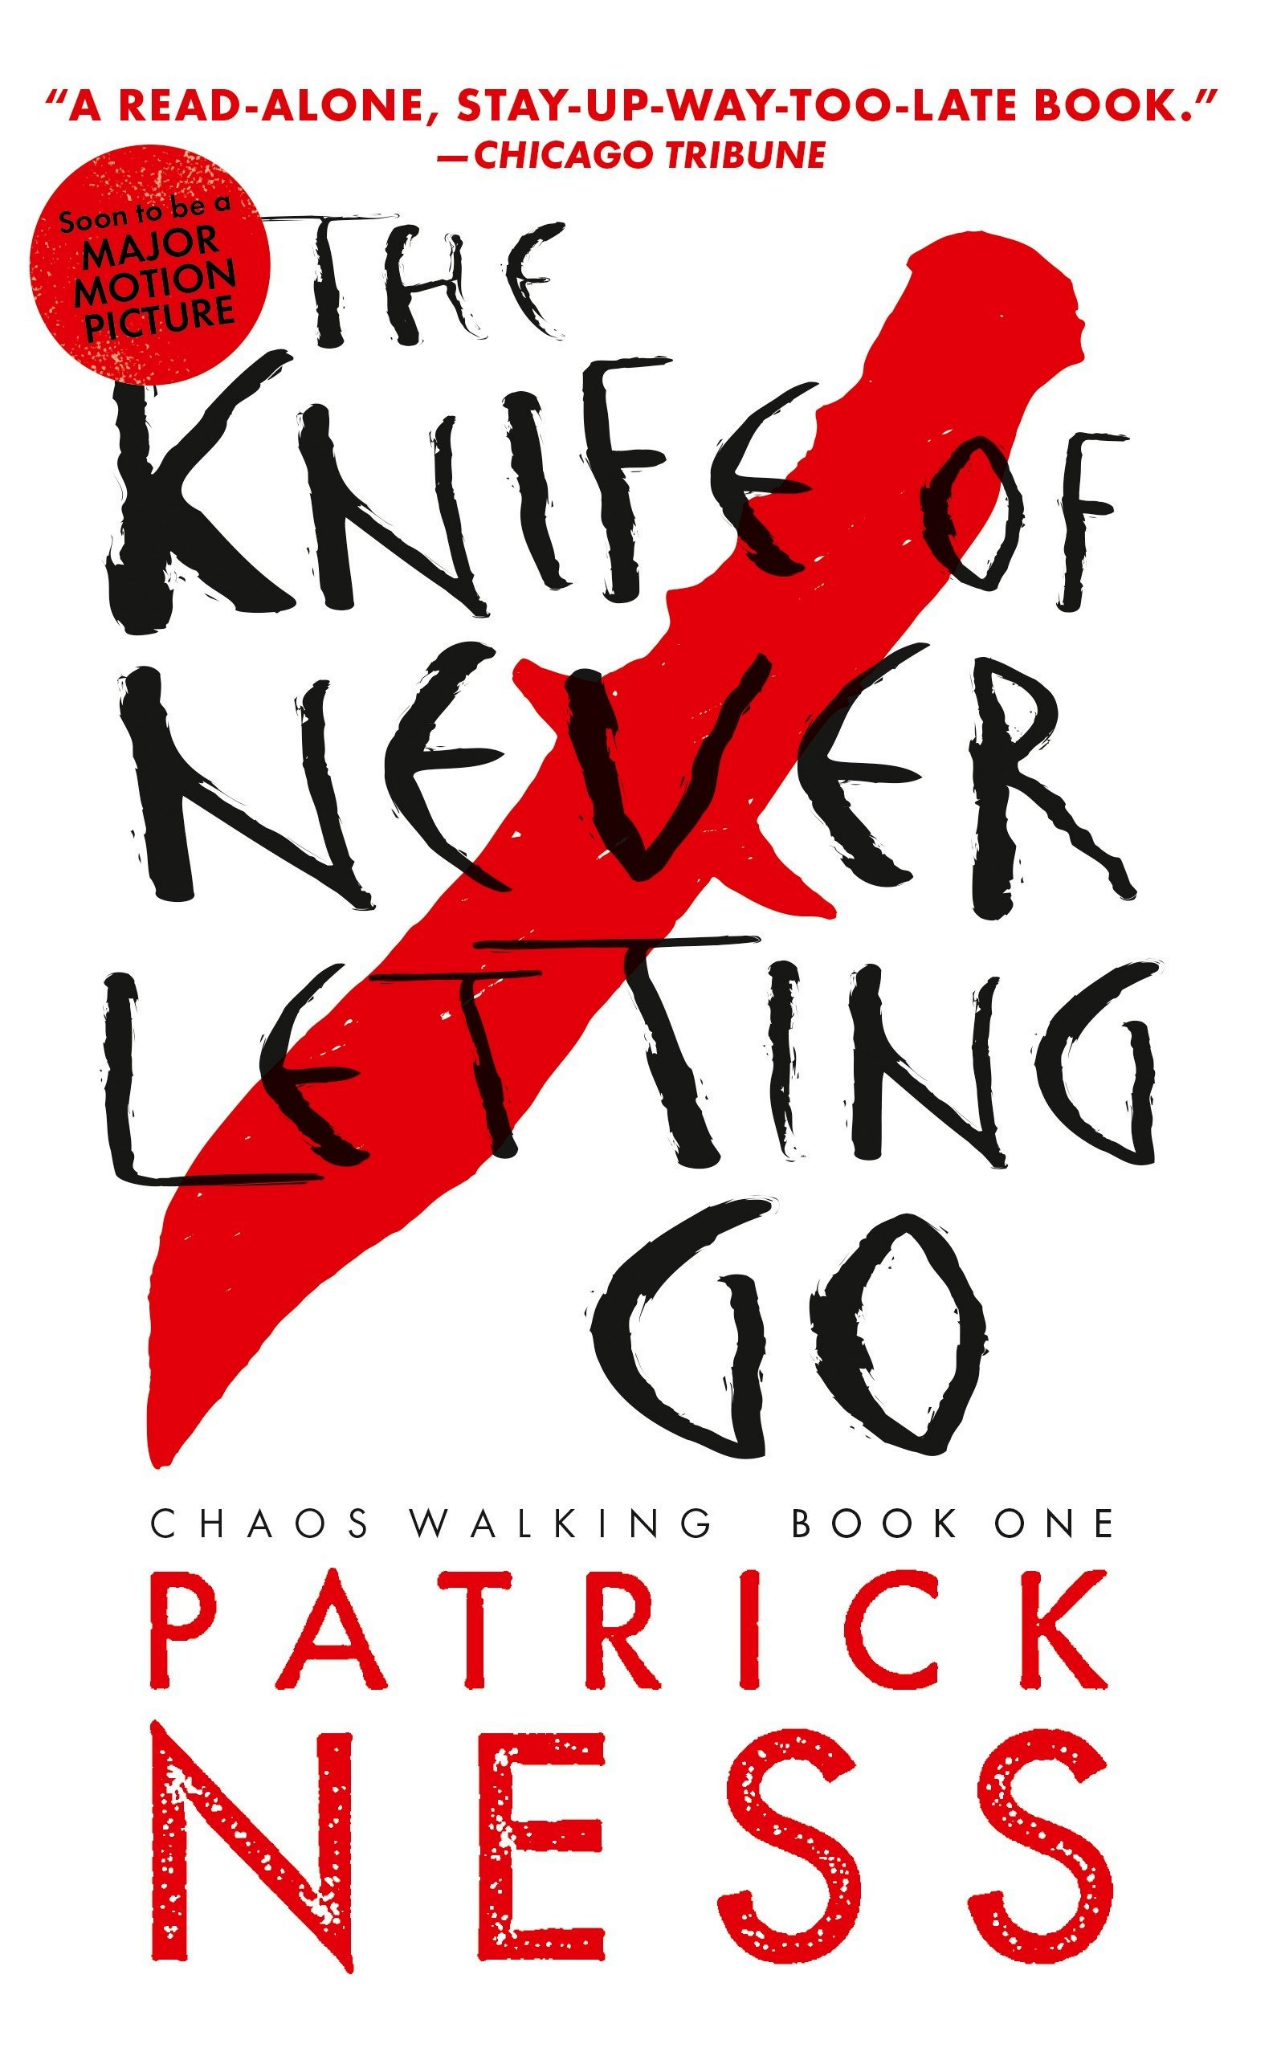 “A READ-ALONE, STAY-UP-WAY-TOO-LATE BOOK.”
—CHICAGO TRIBUNE
Soon to be a
MAJOR
MOTION
PICTURE
THE
KNIFE OF
NEVER
LETTING
GO
CHAOS WALKING BOOK ONE
PATRICK
NESS